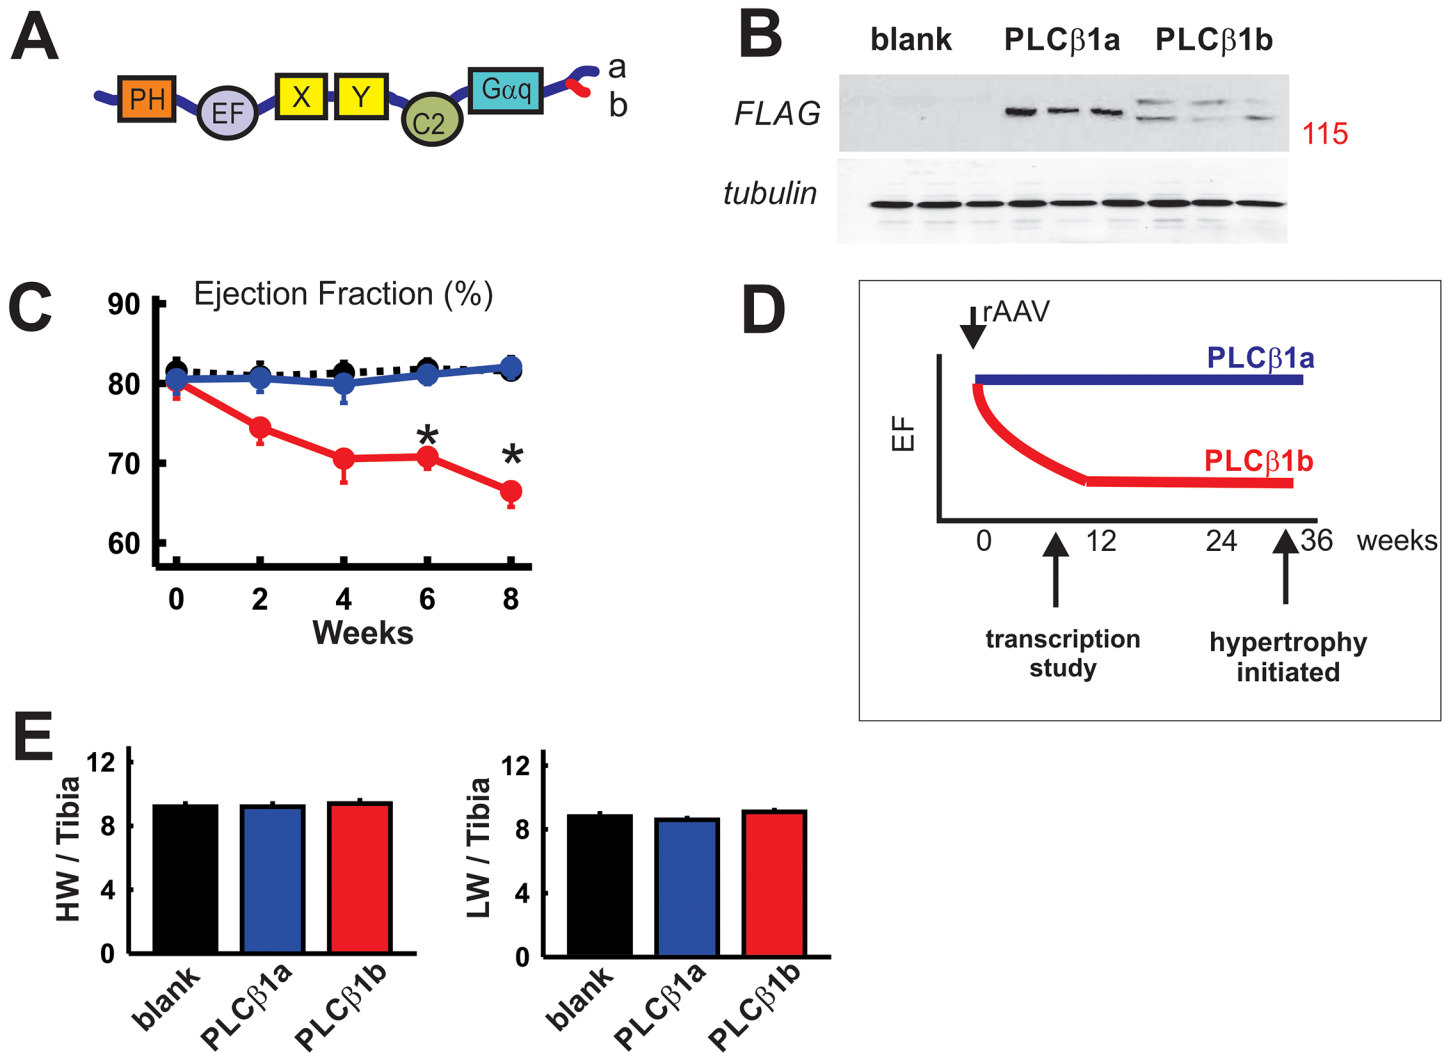 A
PH
EF
X
Y
C2
Gαq
a
b
B
blank PLCβ1a PLCβ1b
FLAG
115
tubulin
C
Ejection Fraction (%)
90
80
70
60
*
*
0 2 4 6 8
Weeks
D
rAAV
PLCβ1a
EF
PLCβ1b
0 12 24 36 weeks
transcription
study
hypertrophy
initiated
E
HW / Tibia
12
8
4
0
blank
PLCβ1a
PLCβ1b
LW / Tibia
12
8
4
0
blank
PLCβ1a
PLCβ1b